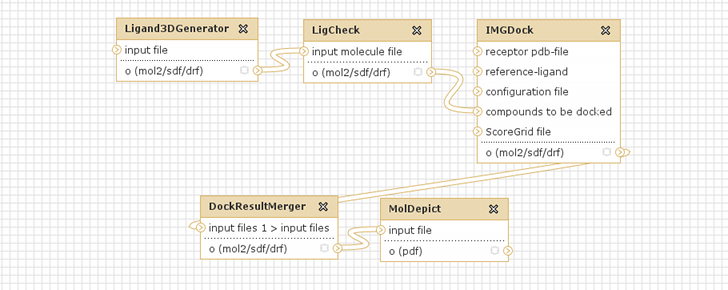 Ligand3DGenerator
input file
o (mol2/sdf/drf)
LigCheck
input molecule file
o (mol2/sdf/drf)
IMGDock
receptor pdb-file
reference-ligand
configuration file
compounds to be docked
ScoreGrid file
o (mol2/sdf/drf)
DockResultMerger
input files 1 > input files
o (mol2/sdf/drf)
MolDepict
input file
o (pdf)